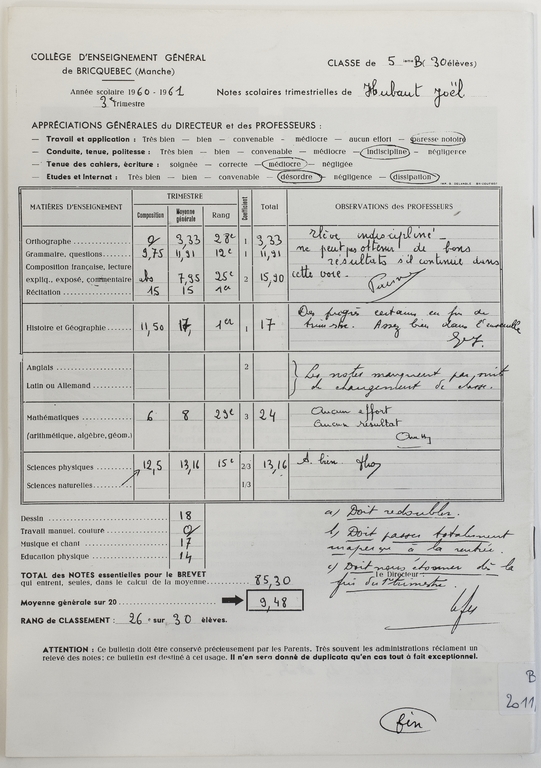 COLLÈGE D'ENSEIGNEMENT GÉNÉRAL
de BRICQUEBEC (Manche)
CLASSE de 5 ième B ( 30 élèves)
Année scolaire 1960 - 1961
3e Trimestre
Notes scolaires trimestrielles de Hubaut Joël
APPRÉCIATIONS GÉNÉRALES du DIRECTEUR et des PROFESSEURS :
— Travail et application : Très bien — bien — convenable - médiocre — aucun effort — paresse notoire
— Conduite, tenue, politesse : Très bien — bien — convenable — médiocre — indiscipline — négligence
— Tenue des cahiers, écriture : soignée — correcte — médiocre — négligée
— Etudes et Internat : Très bien — bien — convenable — désordre — négligence — dissipation
MATIÈRES D'ENSEIGNEMENT
TRIMESTRE
Composition
Moyenne générale
Rang
Coefficient
Total
OBSERVATIONS des PROFESSEURS
Orthographe 0 3,33 28e 1 3,33
Grammaire, questions 9,75 11,91 12e 1 11,91
Composition française, lecture
expliq., exposé, commentaire abs 7,95 25e 2 15,90
Récitation 15 15 1er
Elève indiscipliné
ne peut pas obtenir de bons
résultats s'il continue dans
cette voie.
Histoire et Géographie 11,50 17, 1er 1 17
Des progrès certains en fin de
trimestre. Assez bien dans l'ensemble
Anglais 2
Latin ou Allemand
Les notes manquent par suite
de changement de classe.
Mathématiques 6 8 29e 3 24
(arithmétique, algèbre, géom.)
Aucun effort
Aucun résultat
Sciences physiques 12,5 13,16 15e 2/3 13,16
A. bien
Sciences naturelles 1/3
Dessin 18
Travail manuel, couture 0
Musique et chant 17
Education physique 14
a) Doit redoubler.
b) Doit passer totalement
à la rentrée.
c) Doit nous étonner dès la
fin du 1er trimestre.
Le Directeur :
TOTAL des NOTES essentielles pour le BREVET
qui entrent, seules, dans le calcul de la moyenne 85,30
Moyenne générale sur 20 9,48
RANG de CLASSEMENT : 26e sur 30 élèves.
ATTENTION : Ce bulletin doit être conservé précieusement par les Parents. Très souvent les administrations réclament un
relevé des notes ; ce bulletin est destiné à cet usage. Il n'en sera donné de duplicata qu'en cas tout à fait exceptionnel.
B
2011
fin